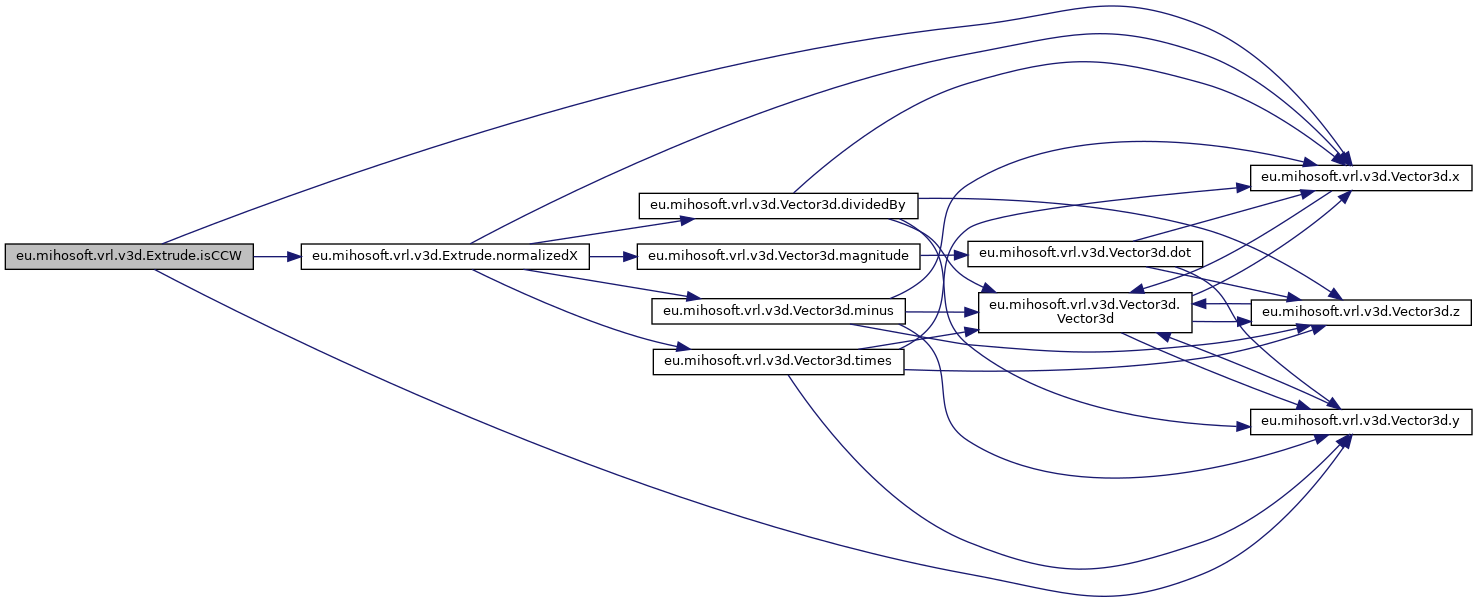 eu.mihosoft.vrl.v3d.Extrude.isCCW
eu.mihosoft.vrl.v3d.Extrude.normalizedX
eu.mihosoft.vrl.v3d.Vector3d.dividedBy
eu.mihosoft.vrl.v3d.Vector3d.magnitude
eu.mihosoft.vrl.v3d.Vector3d.minus
eu.mihosoft.vrl.v3d.Vector3d.times
eu.mihosoft.vrl.v3d.Vector3d.dot
eu.mihosoft.vrl.v3d.Vector3d.
Vector3d
eu.mihosoft.vrl.v3d.Vector3d.x
eu.mihosoft.vrl.v3d.Vector3d.z
eu.mihosoft.vrl.v3d.Vector3d.y